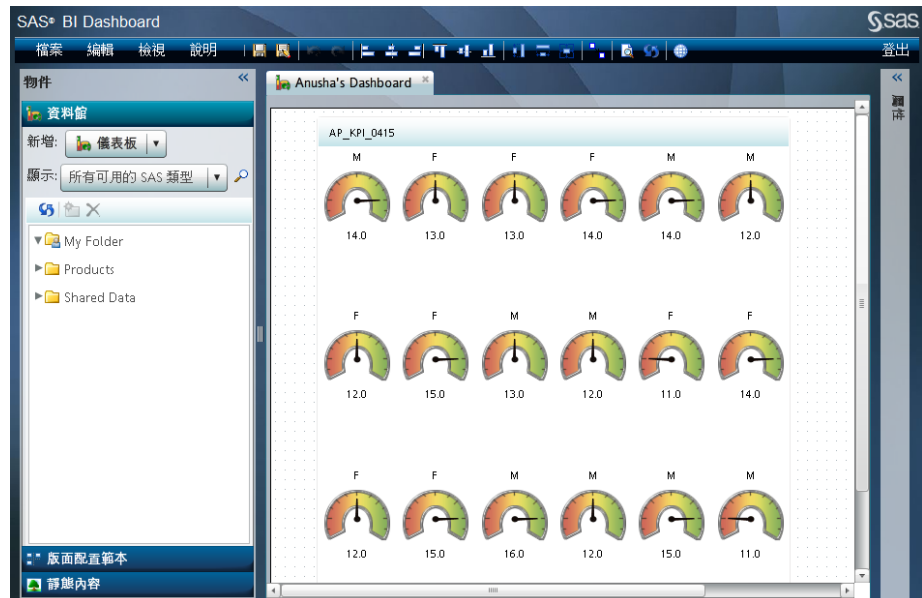 SAS® BI Dashboard
sas
檔案 編輯 檢視 說明 登出
物件
資料館
新增: 儀表板
顯示: 所有可用的 SAS 類型
My Folder
Products
Shared Data
版面配置範本
靜態內容
Anusha's Dashboard
AP_KPI_0415
M F F F M M
14.0 13.0 13.0 14.0 14.0 12.0
F F M M F F
12.0 15.0 13.0 12.0 11.0 14.0
F F M M M M
12.0 15.0 16.0 12.0 15.0 11.0
屬性